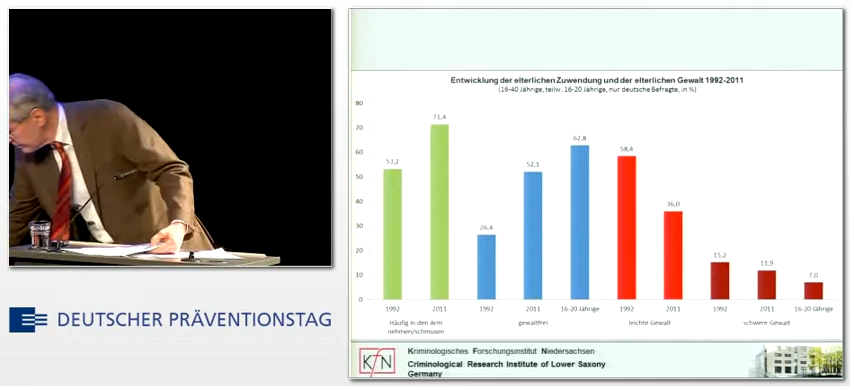 DEUTSCHER PRÄVENTIONSTAG
Entwicklung der elterlichen Zuwendung und der elterlichen Gewalt 1992-2011
(16-40 Jährige, teilw. 16-20 Jährige, nur deutsche Befragte, in %)
80
70
60
50
40
30
20
10
0
53,2
71,4
26,4
52,1
62,8
58,4
36,0
15,2
11,9
7,0
1992 2011 1992 2011 16-20 Jährige 1992 2011 1992 2011 16-20 Jährige
Häufig in den Arm gewaltfrei leichte Gewalt schwere Gewalt
nehmen/schmusen
KFN
Kriminologisches Forschungsinstitut Niedersachsen
Criminological Research Institute of Lower Saxony
Germany